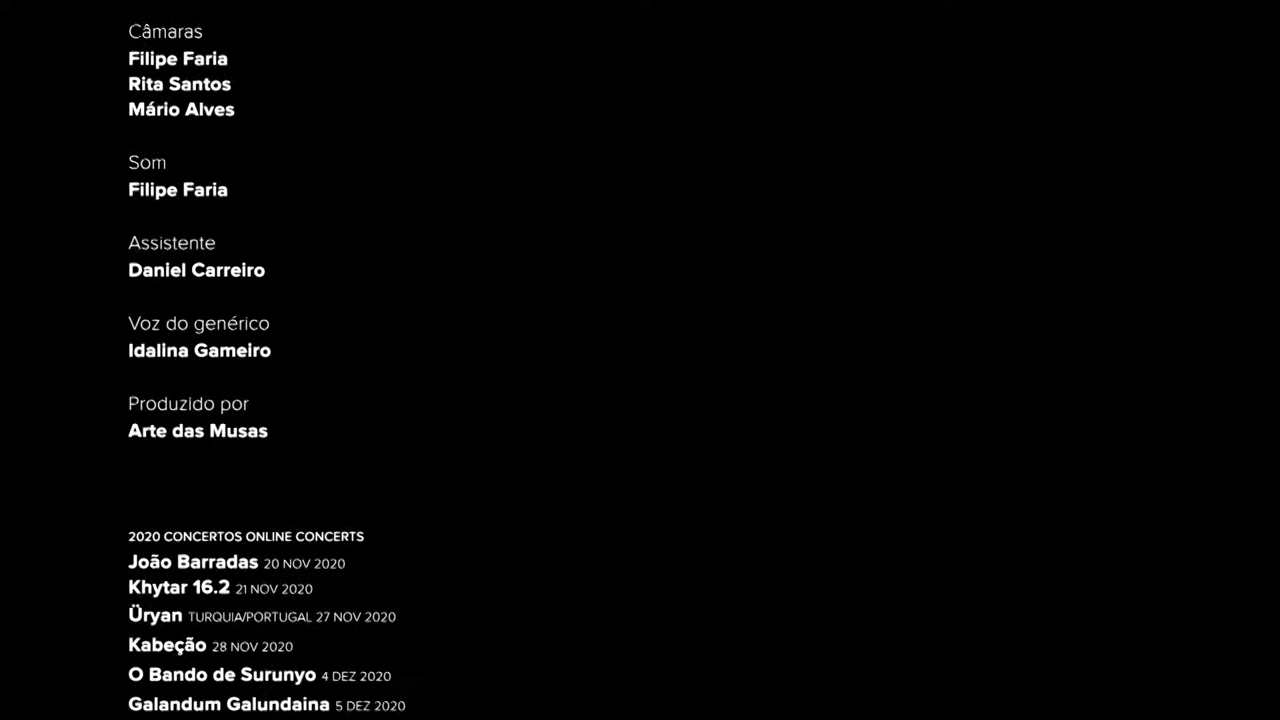 Câmaras
Filipe Faria
Rita Santos
Mário Alves
Som
Filipe Faria
Assistente
Daniel Carreiro
Voz do genérico
Idalina Gameiro
Produzido por
Arte das Musas
2020 CONCERTOS ONLINE CONCERTS
João Barradas 20 NOV 2020
Khytar 16.2 21 NOV 2020
Üryan TURQUIA/PORTUGAL 27 NOV 2020
Kabeção 28 NOV 2020
O Bando de Surunyo 4 DEZ 2020
Galandum Galundaina 5 DEZ 2020